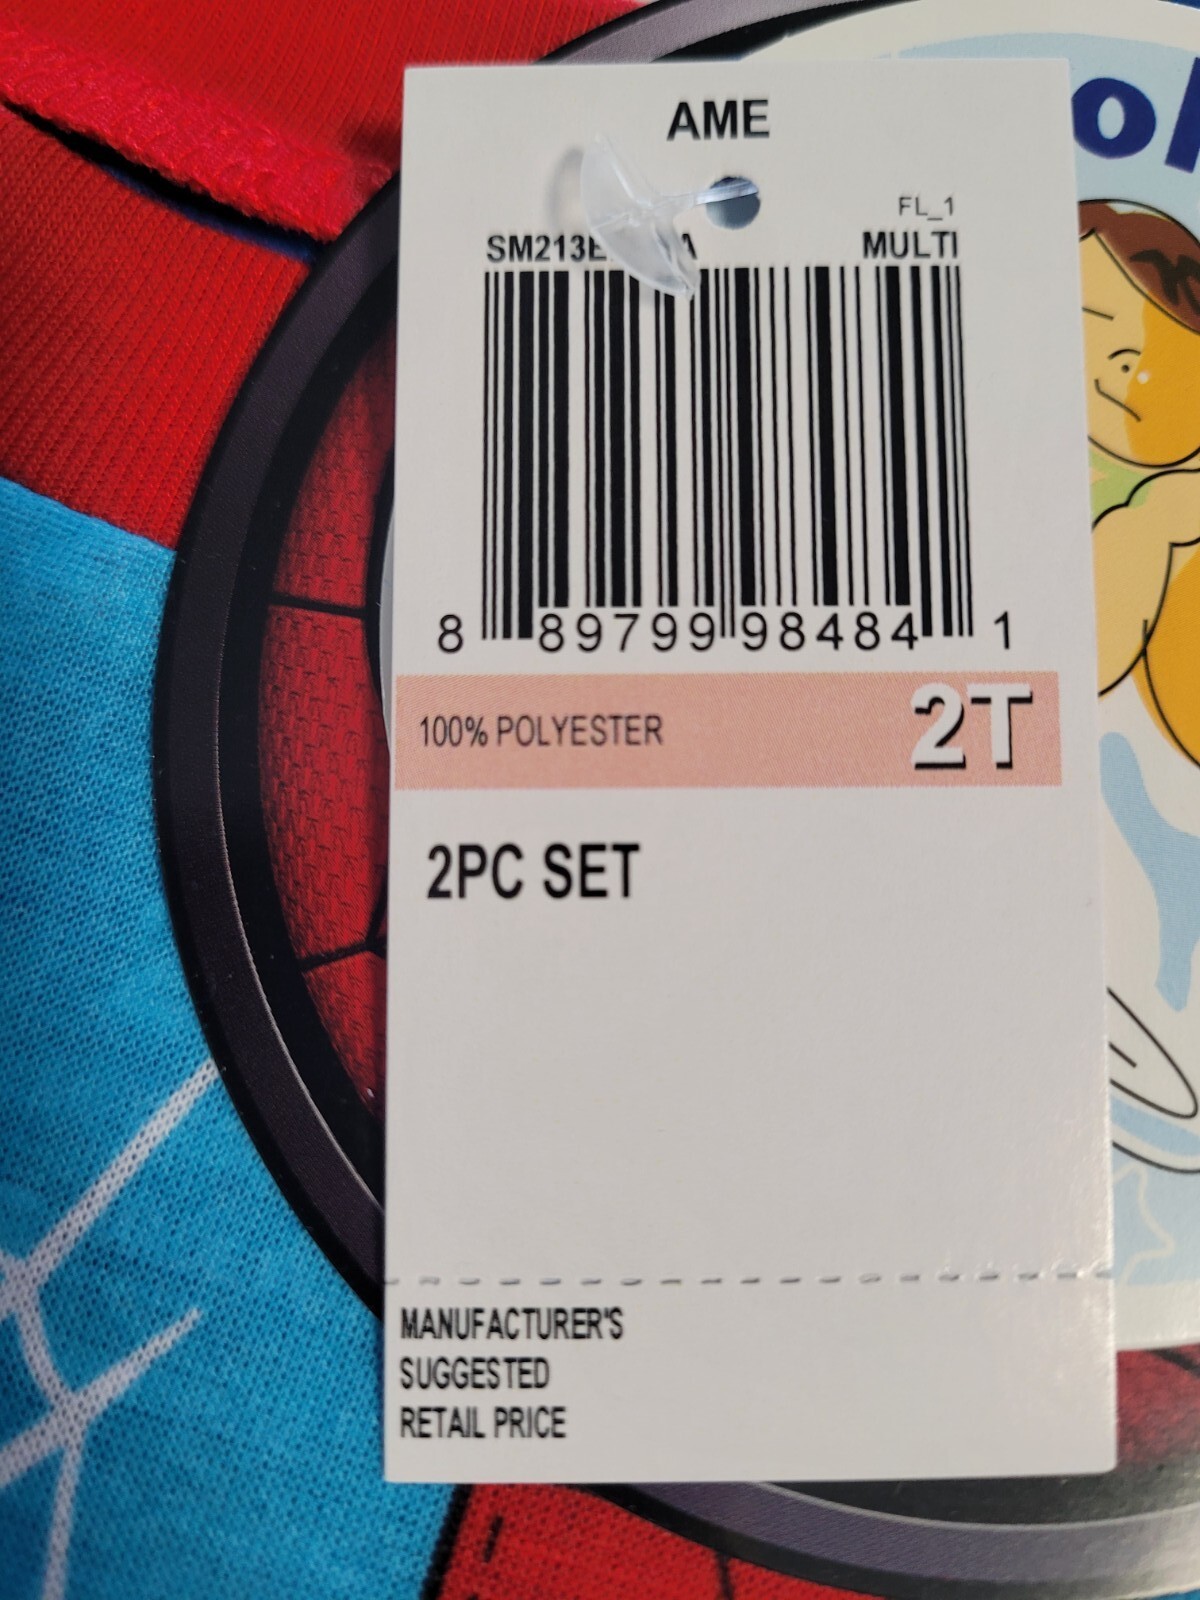 AME
FL_1
MULTI
8 89799 98484 1
100% POLYESTER 2T
2PC SET
MANUFACTURER'S
SUGGESTED
RETAIL PRICE